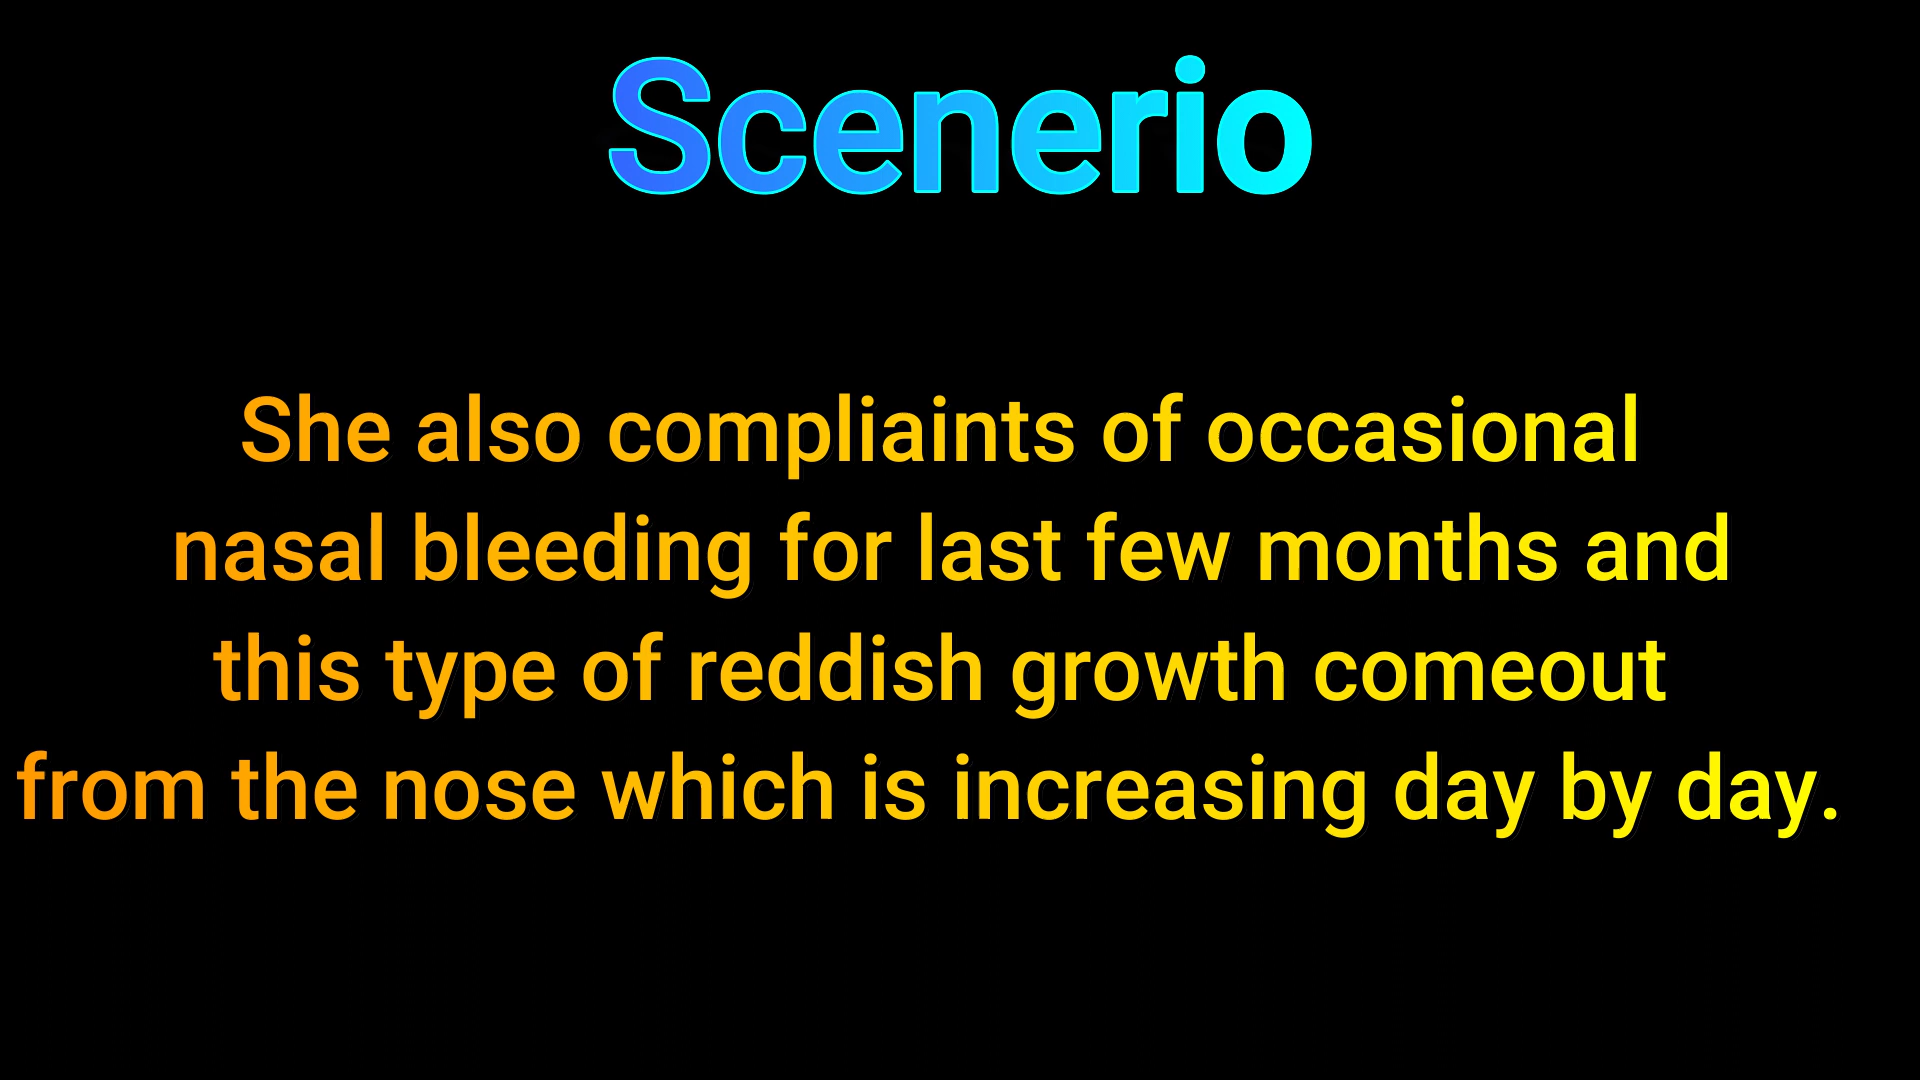 Scenerio
She also compliaints of occasional
nasal bleeding for last few months and
this type of reddish growth comeout
from the nose which is increasing day by day.